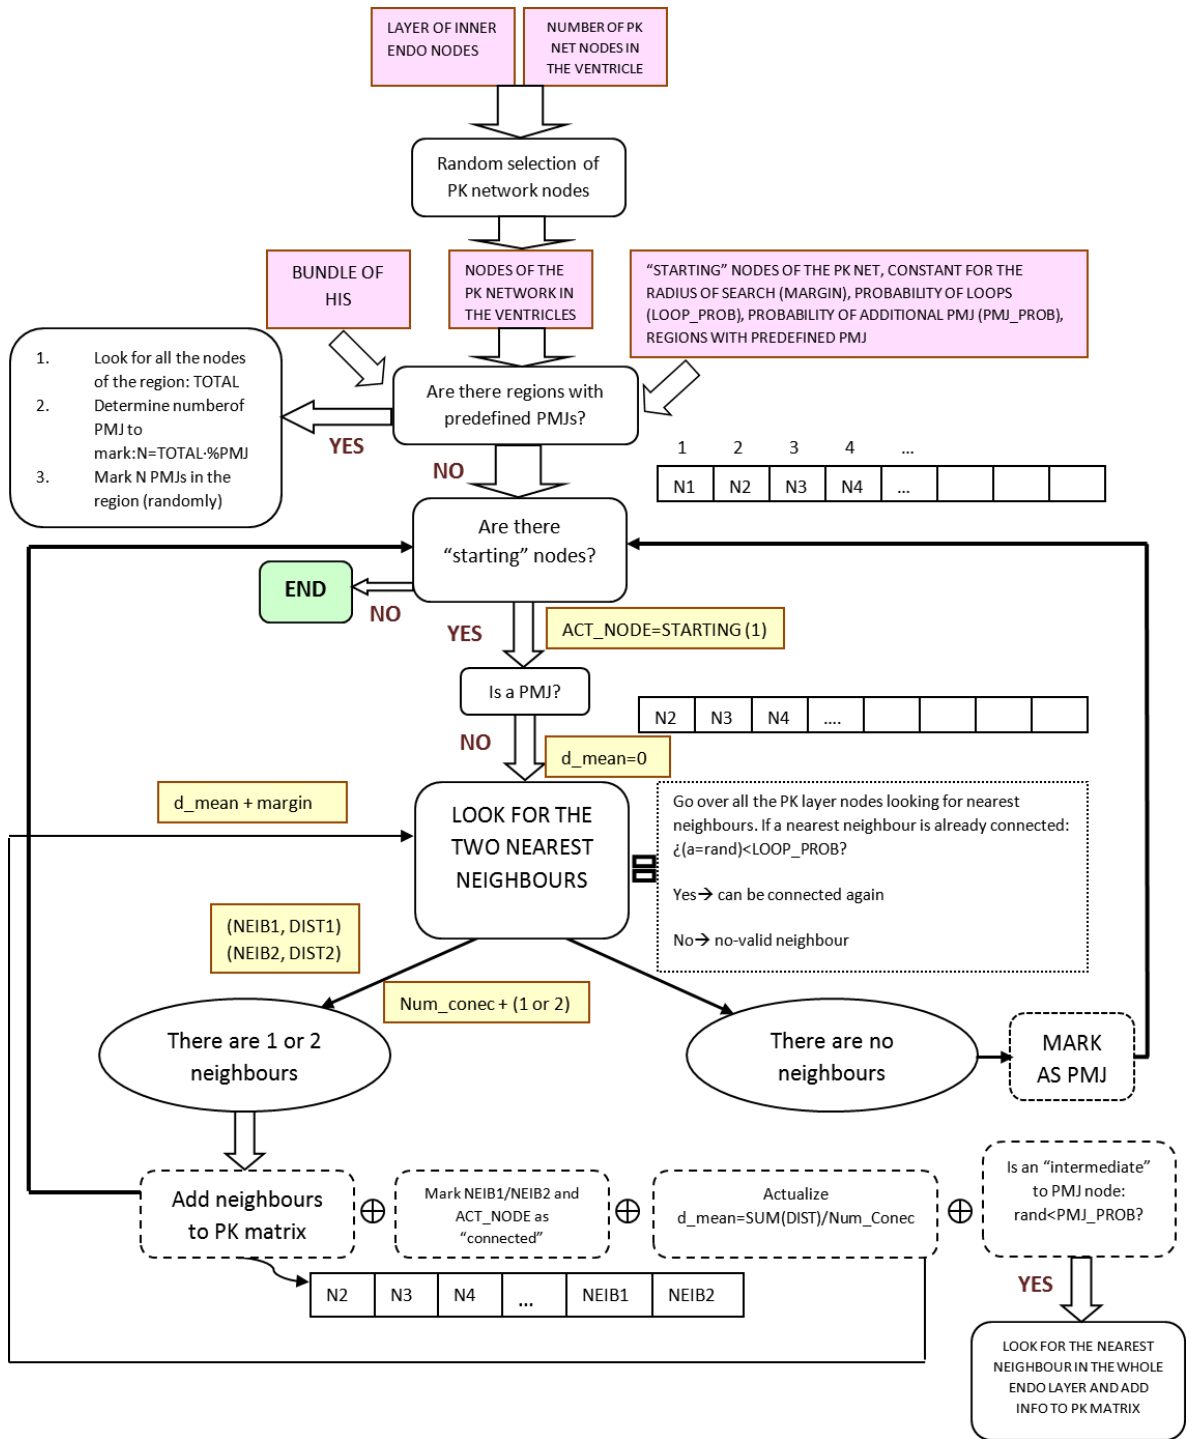 LAYER OF INNER
ENDO NODES
NUMBER OF PK
NET NODES IN
THE VENTRICLE
Random selection of
PK network nodes
BUNDLE OF
HIS
NODES OF THE
PK NETWORK IN
THE VENTRICLES
“STARTING” NODES OF THE PK NET, CONSTANT FOR THE
RADIUS OF SEARCH (MARGIN), PROBABILITY OF LOOPS
(LOOP_PROB), PROBABILITY OF ADDITIONAL PMJ (PMJ_PROB),
REGIONS WITH PREDEFINED PMJ
1. Look for all the nodes
of the region: TOTAL
2. Determine numberof
PMJ to
mark:N=TOTAL·%PMJ
3. Mark N PMJs in the
region (randomly)
Are there regions with
predefined PMJs?
YES
NO
1 2 3 4 ...
N1 N2 N3 N4 ...
Are there
“starting” nodes?
END
NO
YES
ACT_NODE=STARTING (1)
Is a PMJ?
N2 N3 N4 ....
NO
d_mean=0
d_mean + margin
LOOK FOR THE
TWO NEAREST
NEIGHBOURS
Go over all the PK layer nodes looking for nearest
neighbours. If a nearest neighbour is already connected:
¿(a=rand)<LOOP_PROB?
Yes→ can be connected again
No→ no-valid neighbour
(NEIB1, DIST1)
(NEIB2, DIST2)
Num_conec + (1 or 2)
There are 1 or 2
neighbours
There are no
neighbours
MARK
AS PMJ
Add neighbours
to PK matrix
⊕
Mark NEIB1/NEIB2 and
ACT_NODE as
“connected”
⊕
Actualize
d_mean=SUM(DIST)/Num_Conec
⊕
Is an “intermediate”
to PMJ node:
rand<PMJ_PROB?
N2 N3 N4 ... NEIB1 NEIB2
YES
LOOK FOR THE NEAREST
NEIGHBOUR IN THE WHOLE
ENDO LAYER AND ADD
INFO TO PK MATRIX